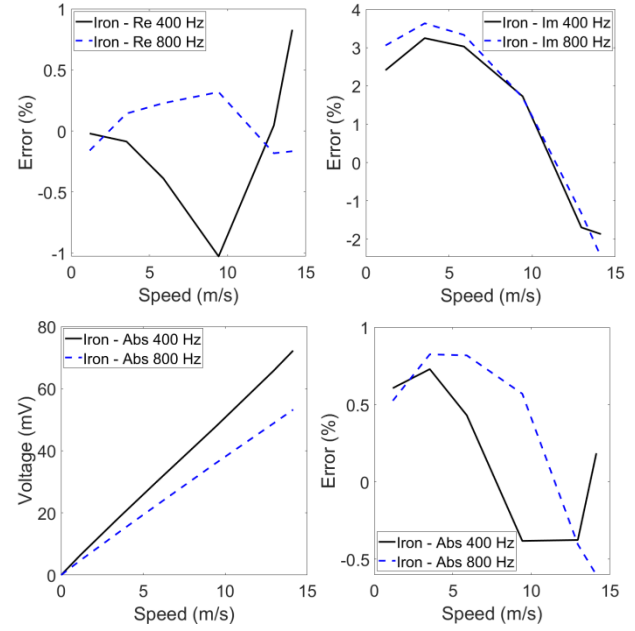 1
Iron - Re 400 Hz
Iron - Re 800 Hz
0.5
0
-0.5
-1
Error (%)
0 5 10 15
Speed (m/s)
4
Iron - Im 400 Hz
Iron - Im 800 Hz
3
2
1
0
-1
-2
Error (%)
0 5 10 15
Speed (m/s)
80
Iron - Abs 400 Hz
Iron - Abs 800 Hz
60
40
20
0
Voltage (mV)
0 5 10 15
Speed (m/s)
1
0.5
0
-0.5
Error (%)
Iron - Abs 400 Hz
Iron - Abs 800 Hz
0 5 10 15
Speed (m/s)